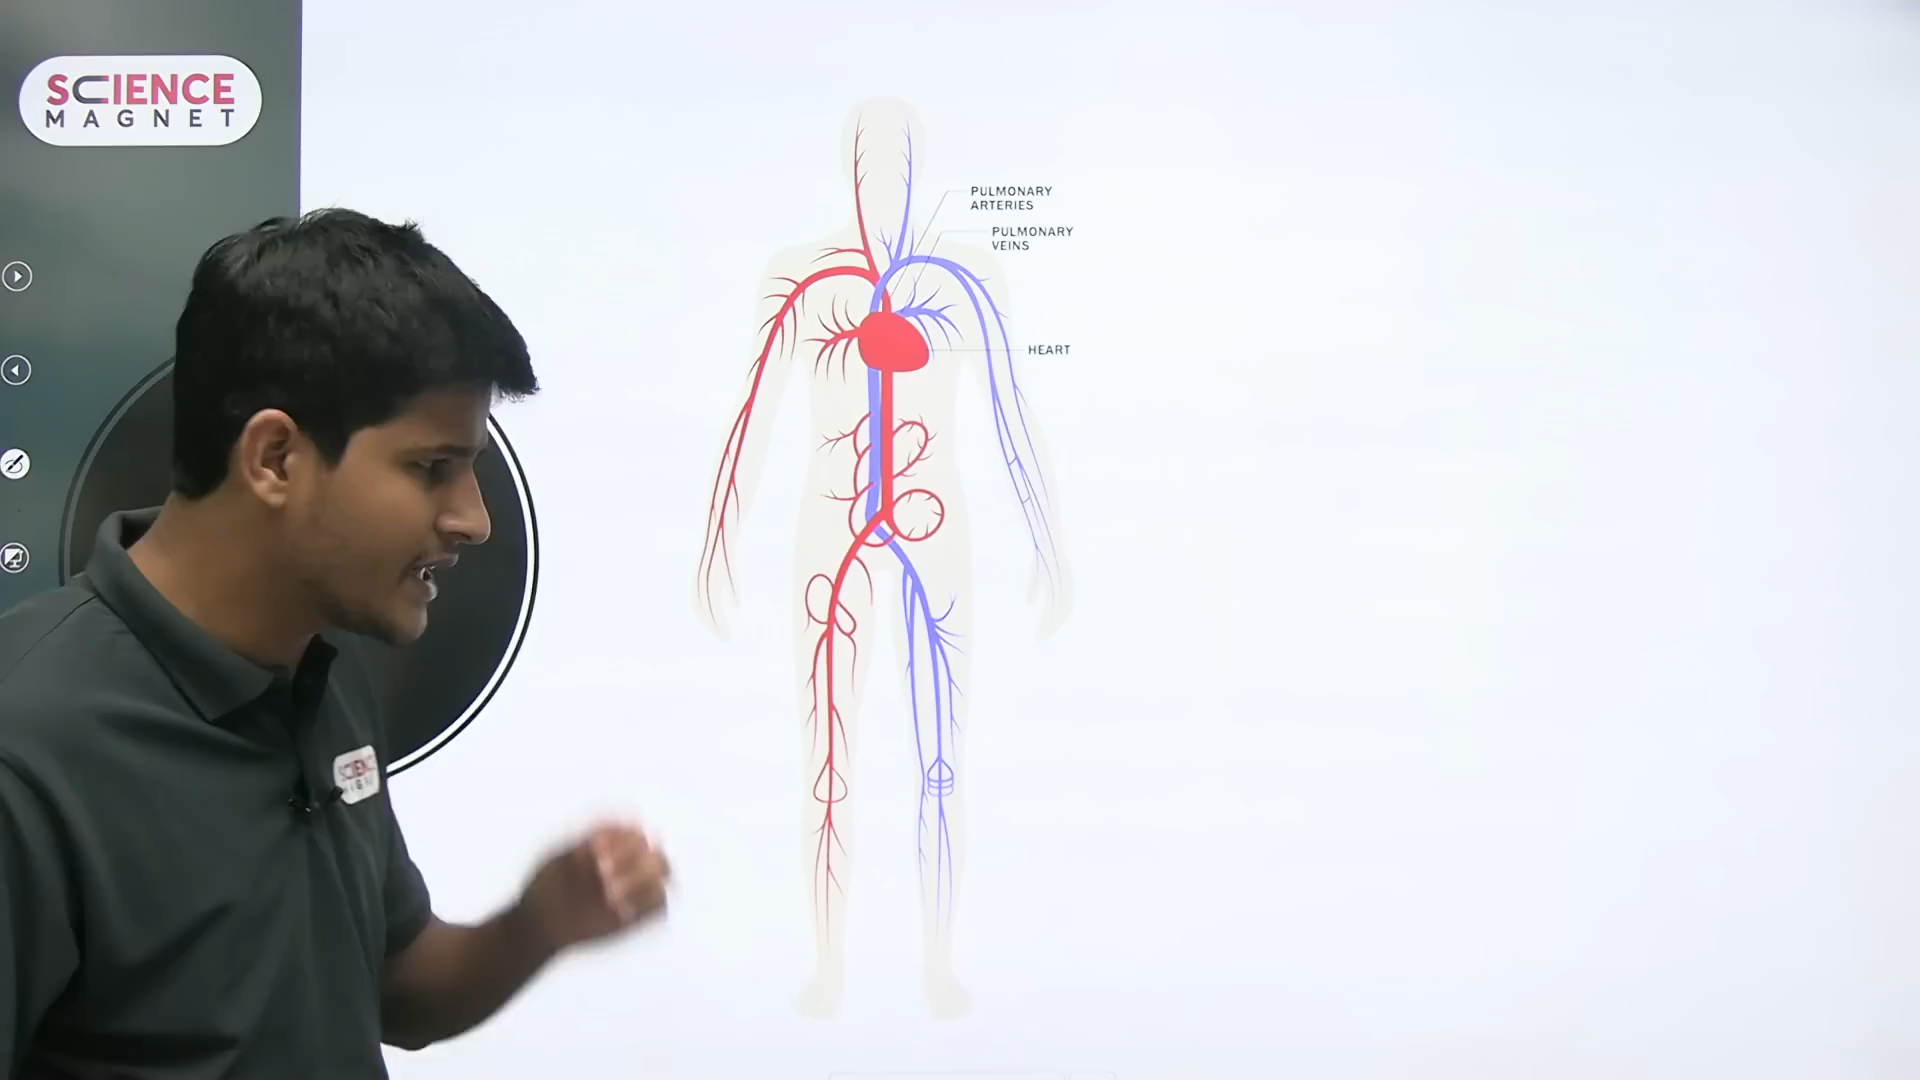 SCIENCE
MAGNET
PULMONARY
ARTERIES
PULMONARY
VEINS
HEART